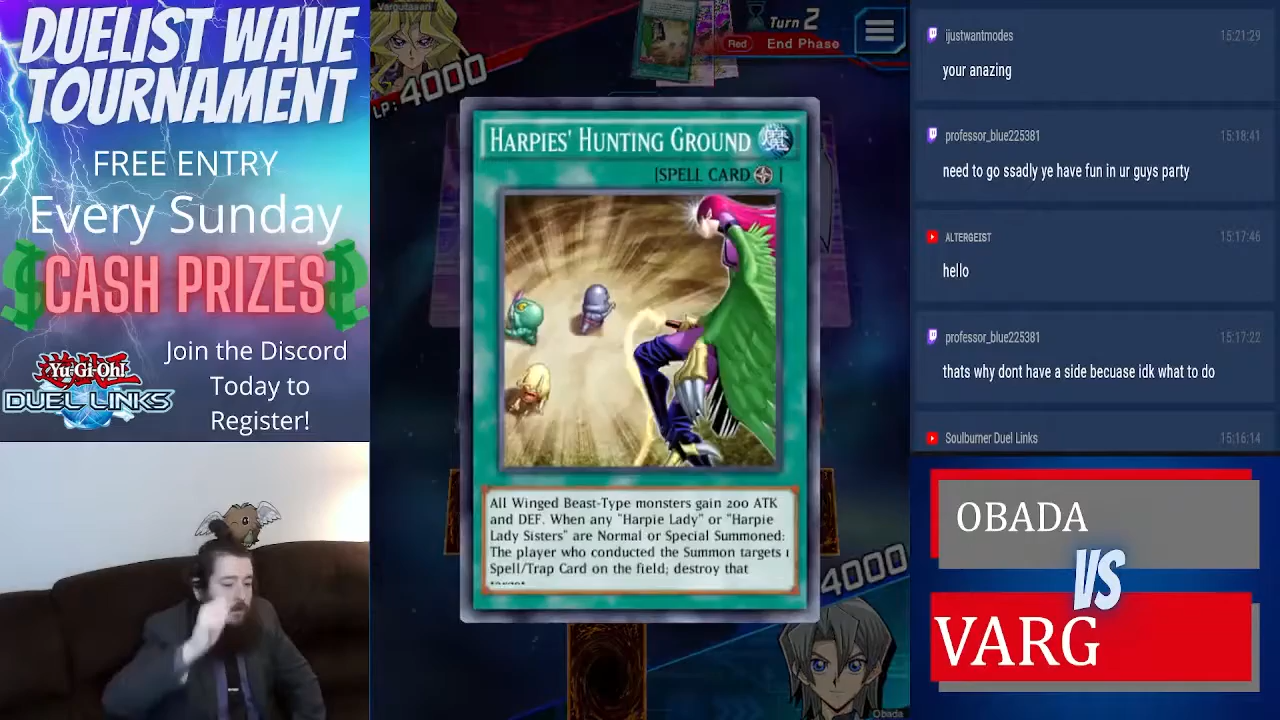 DUELIST WAVE
TOURNAMENT
FREE ENTRY
Every Sunday
CASH PRIZES
Yu-Gi-Oh!
DUEL LINKS
Join the Discord
Today to
Register!
LP: 4000
Turn 2
Red End Phase
HARPIES' HUNTING GROUND 魔
[SPELL CARD ]
All Winged Beast-Type monsters gain 200 ATK
and DEF. When any "Harpie Lady" or "Harpie
Lady Sisters" are Normal or Special Summoned:
The player who conducted the Summon targets 1
Spell/Trap Card on the field; destroy that
4000
Obada
ijustwantmodes 15:21:29
your anazing
professor_blue225381 15:18:41
need to go ssadly ye have fun in ur guys party
ALTERGEIST 15:17:46
hello
professor_blue225381 15:17:22
thats why dont have a side becuase idk what to do
Soulburner Duel Links 15:16:14
OBADA
VS
VARG